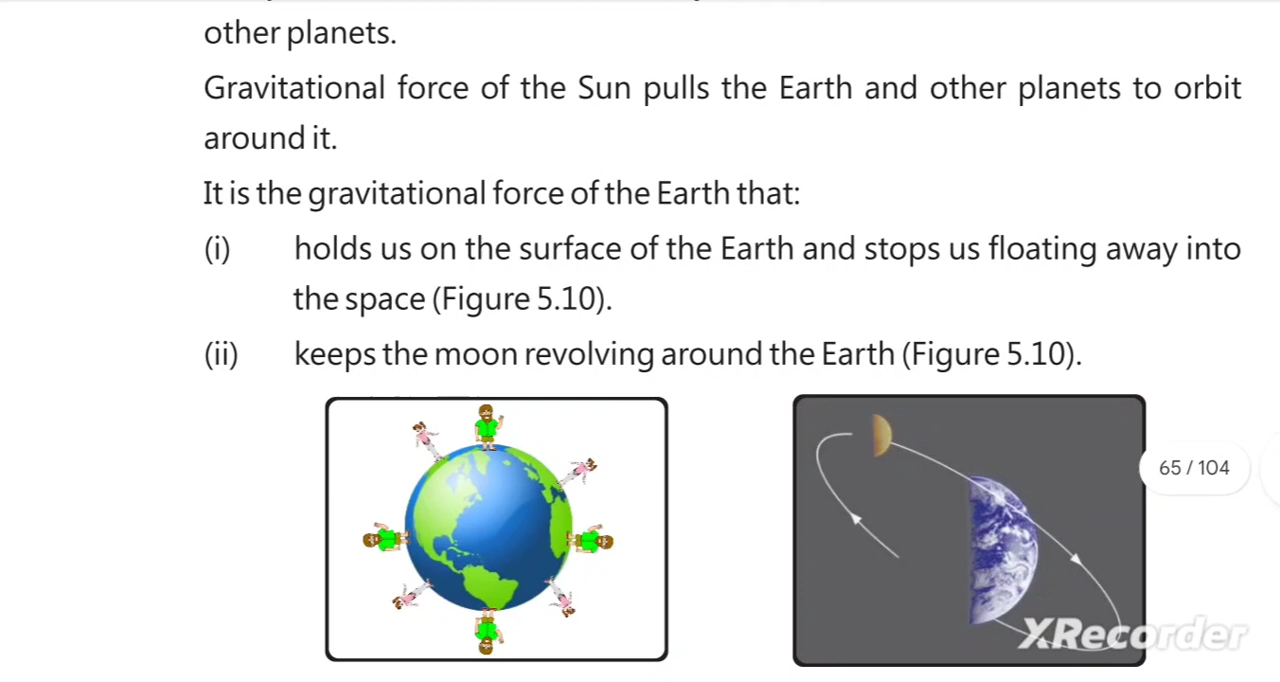 other planets.
Gravitational force of the Sun pulls the Earth and other planets to orbit
around it.
It is the gravitational force of the Earth that:
(i) holds us on the surface of the Earth and stops us floating away into
the space (Figure 5.10).
(ii) keeps the moon revolving around the Earth (Figure 5.10).
65 / 104
XRecorder